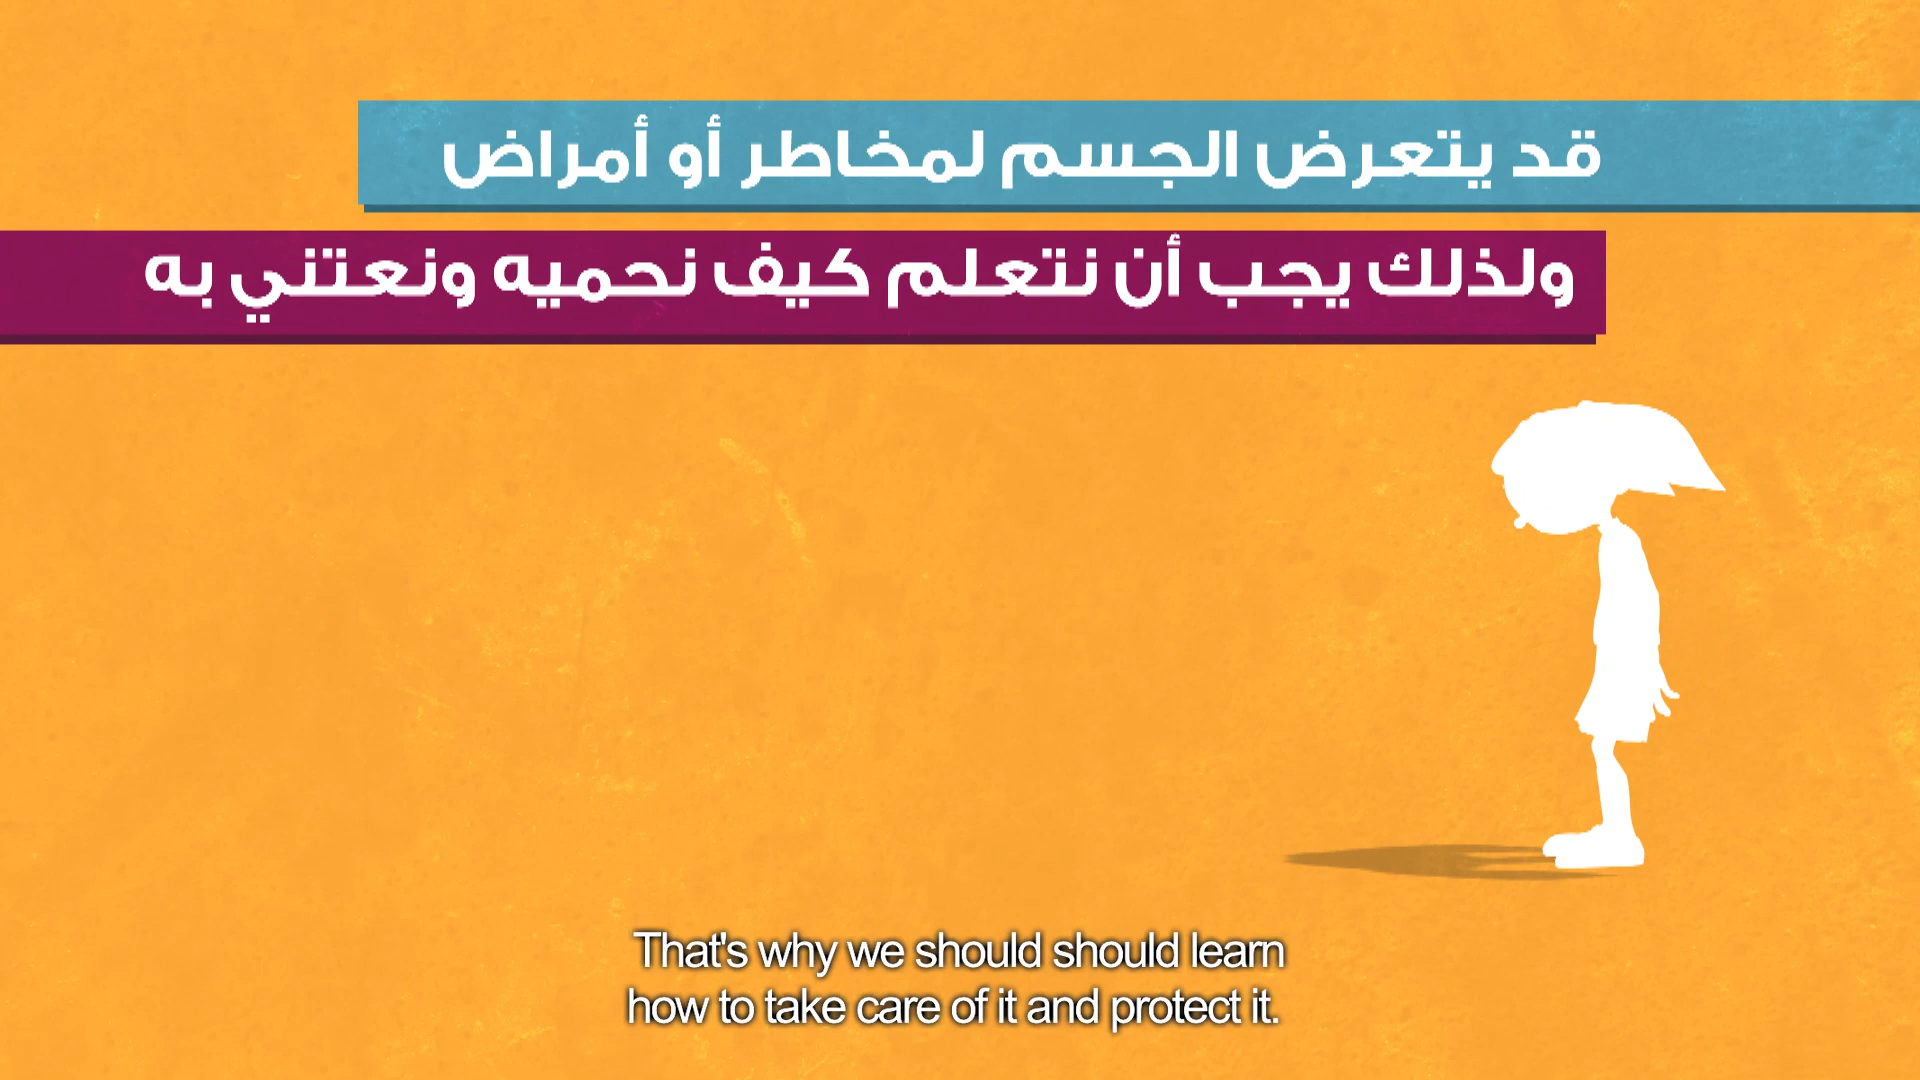 قد يتعرض الجسم لمخاطر أو أمراض
ولذلك يجب أن نتعلم كيف نحميه ونعتني به
That's why we should should learn
how to take care of it and protect it.